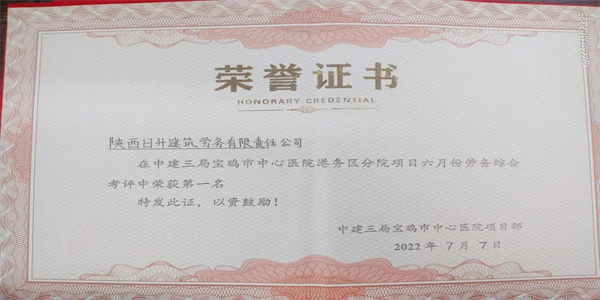 荣誉证书
HONORARY CREDENTIAL
陕西日升建筑劳务有限责任公司
在中建三局宝鸡市中心医院港务区分院项目六月份劳务综合
考评中荣获第一名
特发此证，以资鼓励！
中建三局宝鸡市中心医院项目部
2022年7月7日